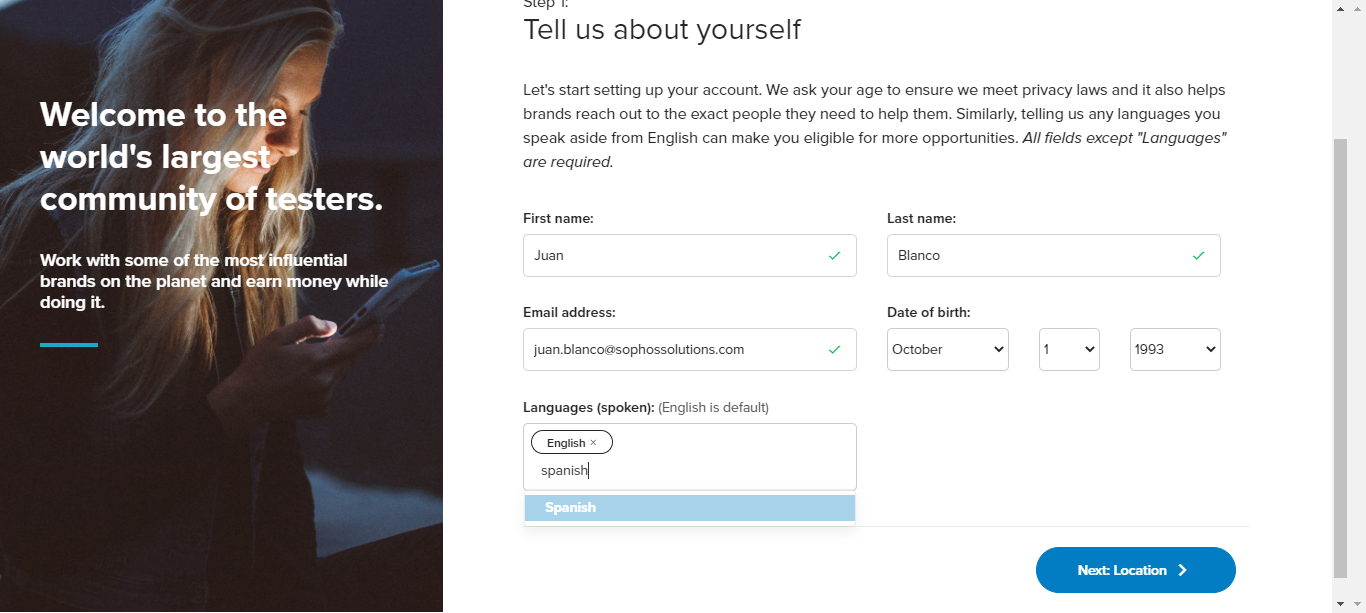 Welcome to the
world's largest
community of testers.
Work with some of the most influential
brands on the planet and earn money while
doing it.
Step 1:
Tell us about yourself
Let's start setting up your account. We ask your age to ensure we meet privacy laws and it also helps
brands reach out to the exact people they need to help them. Similarly, telling us any languages you
speak aside from English can make you eligible for more opportunities. All fields except "Languages"
are required.
First name:
Last name:
Juan
Blanco
Email address:
Date of birth:
juan.blanco@sophossolutions.com
October
1
1993
Languages (spoken): (English is default)
English ×
spanish
Spanish
Next: Location